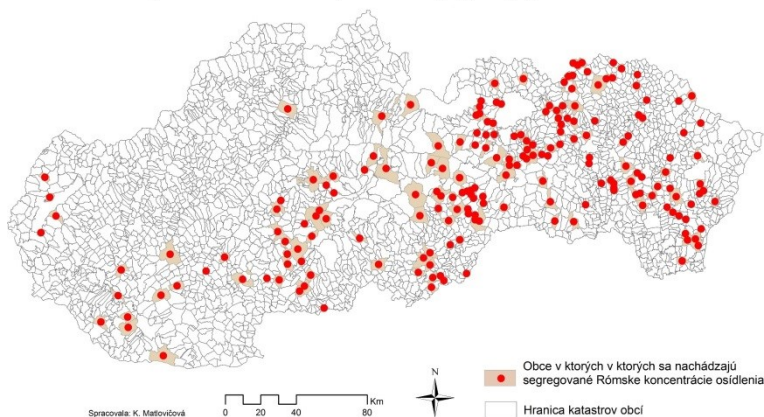 N
Km
0 10 20 40 80
Obce v ktorých v ktorých sa nachádzajú
segregované Rómske koncentrácie osídlenia
Hranica katastrov obcí
Spracovala: K. Matlovičová